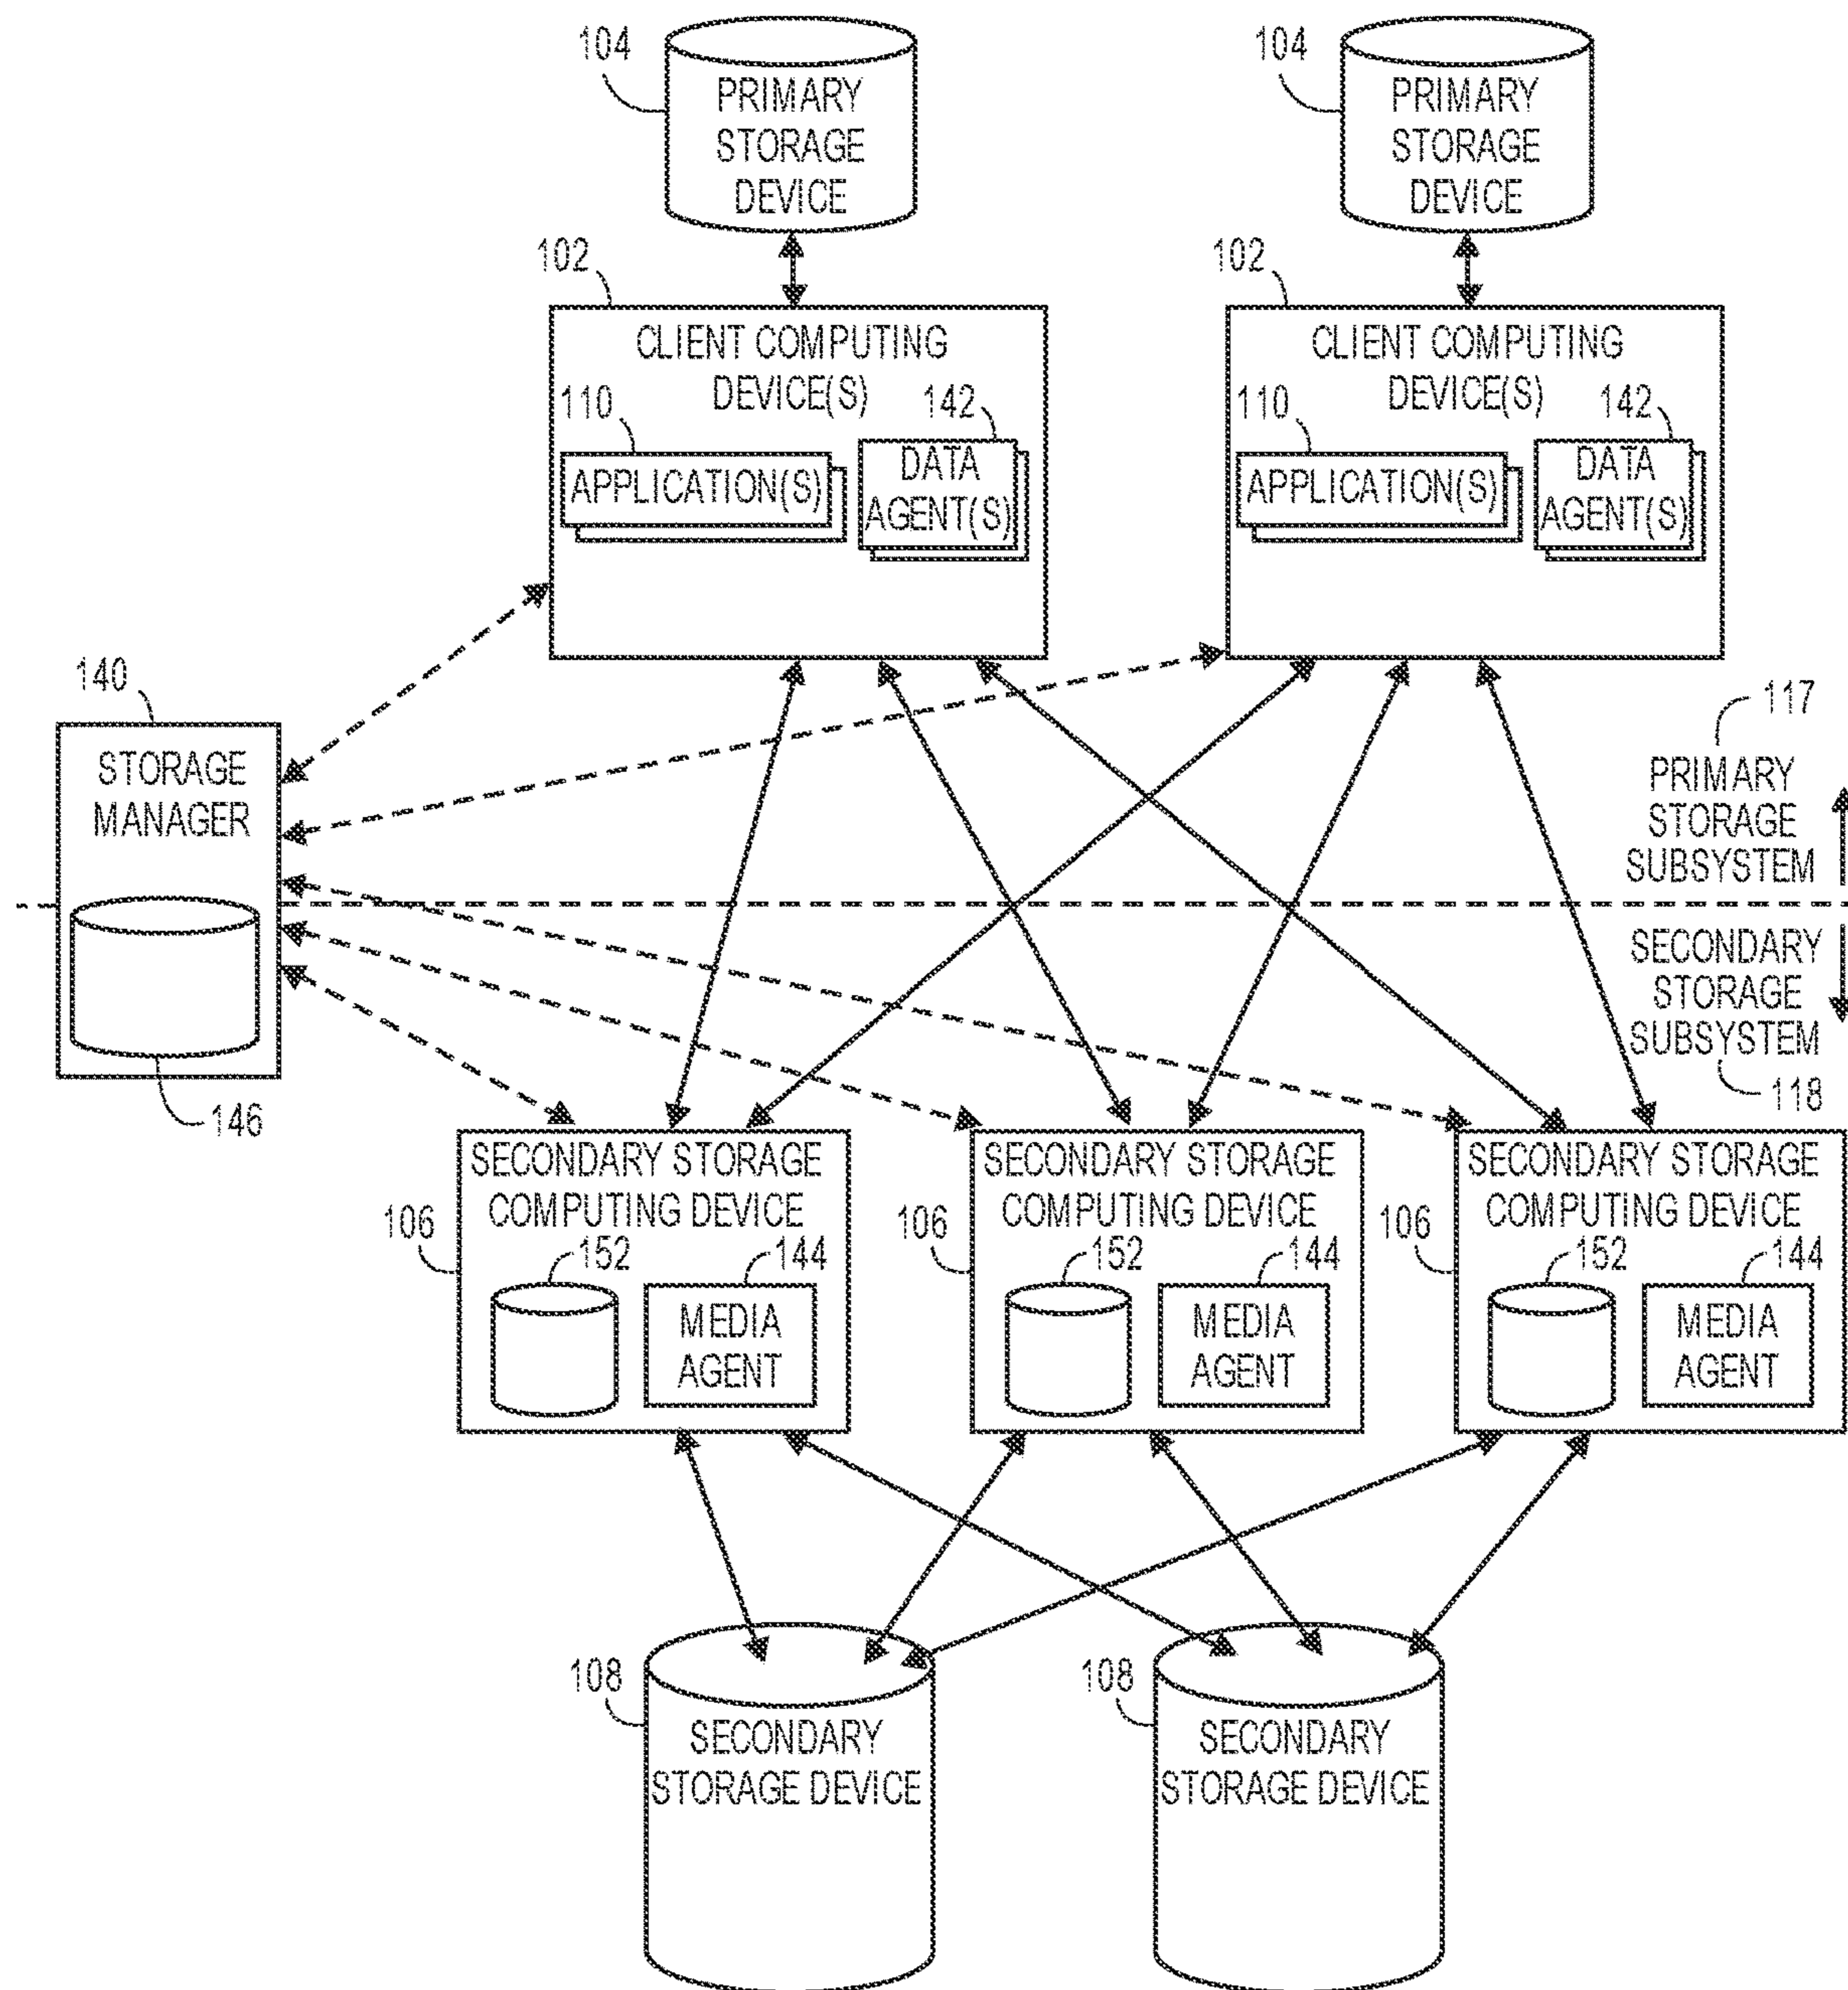 104
PRIMARY
STORAGE
DEVICE
104
PRIMARY
STORAGE
DEVICE
102
CLIENT COMPUTING
DEVICE(S)
110
142
APPLICATION(S)
DATA
AGENT(S)
102
CLIENT COMPUTING
DEVICE(S)
110
142
APPLICATION(S)
DATA
AGENT(S)
140
STORAGE
MANAGER
146
117
PRIMARY
STORAGE
SUBSYSTEM
SECONDARY
STORAGE
SUBSYSTEM
118
SECONDARY STORAGE
COMPUTING DEVICE
106
152
144
MEDIA
AGENT
SECONDARY STORAGE
COMPUTING DEVICE
106
152
144
MEDIA
AGENT
SECONDARY STORAGE
COMPUTING DEVICE
106
152
144
MEDIA
AGENT
108
SECONDARY
STORAGE DEVICE
108
SECONDARY
STORAGE DEVICE